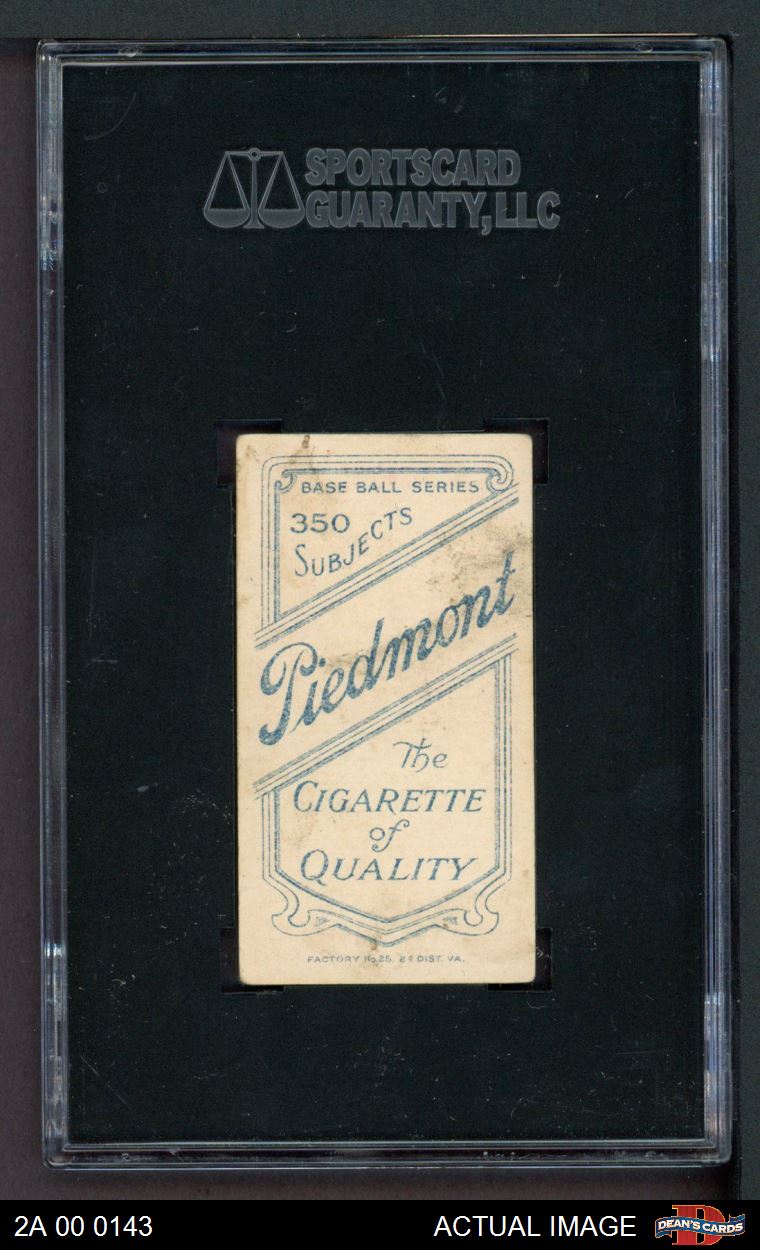 SPORTSCARD
GUARANTY, LLC
BASE BALL SERIES
350
SUBJECTS
Piedmont
The
CIGARETTE
of
QUALITY
FACTORY No 25. 2D DIST. VA.
2A 00 0143
ACTUAL IMAGE
DEAN'S CARDS